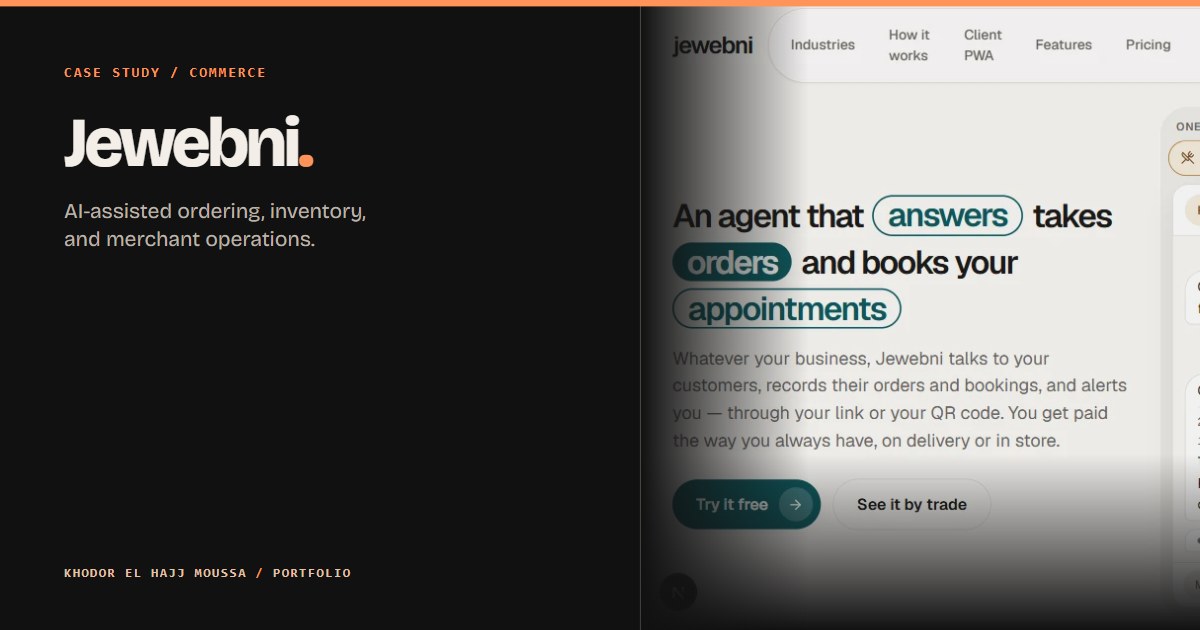 CASE STUDY / COMMERCE
Jewebni.
AI-assisted ordering, inventory,
and merchant operations.
KHODOR EL HAJJ MOUSSA / PORTFOLIO
jewebni
Industries
How it
works
Client
PWA
Features
Pricing
An agent that answers takes
orders and books your
appointments
Whatever your business, Jewebni talks to your
customers, records their orders and bookings, and alerts
you — through your link or your QR code. You get paid
the way you always have, on delivery or in store.
Try it free →
See it by trade